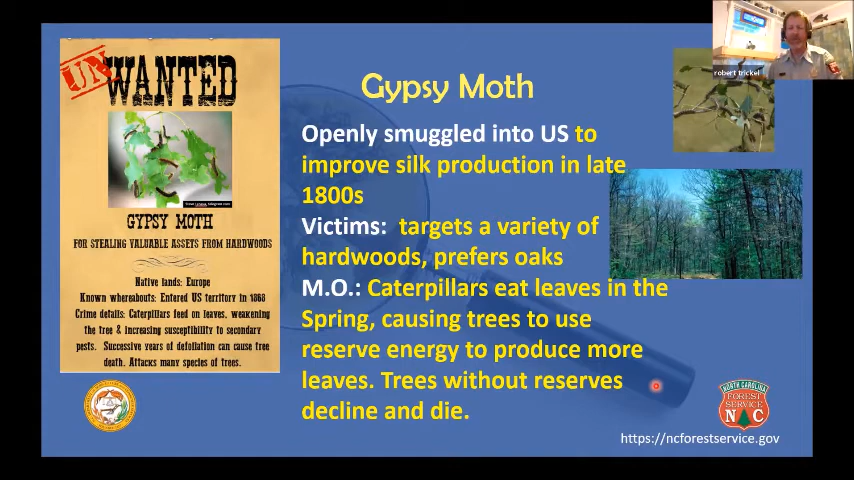 UN
WANTED
GYPSY MOTH
FOR STEALING VALUABLE ASSETS FROM HARDWOODS
Native lands: Europe
Known whereabouts: Entered US territory in 1868
Crime details: Caterpillars feed on leaves, weakening
the tree & increasing susceptibility to secondary
pests. Successive years of defoliation can cause tree
death. Attacks many species of trees.
Gypsy Moth
Openly smuggled into US to
improve silk production in late
1800s
Victims: targets a variety of
hardwoods, prefers oaks
M.O.: Caterpillars eat leaves in the
Spring, causing trees to use
reserve energy to produce more
leaves. Trees without reserves
decline and die.
robert trickel
NORTH CAROLINA
FOREST
SERVICE
N C
https://ncforestservice.gov